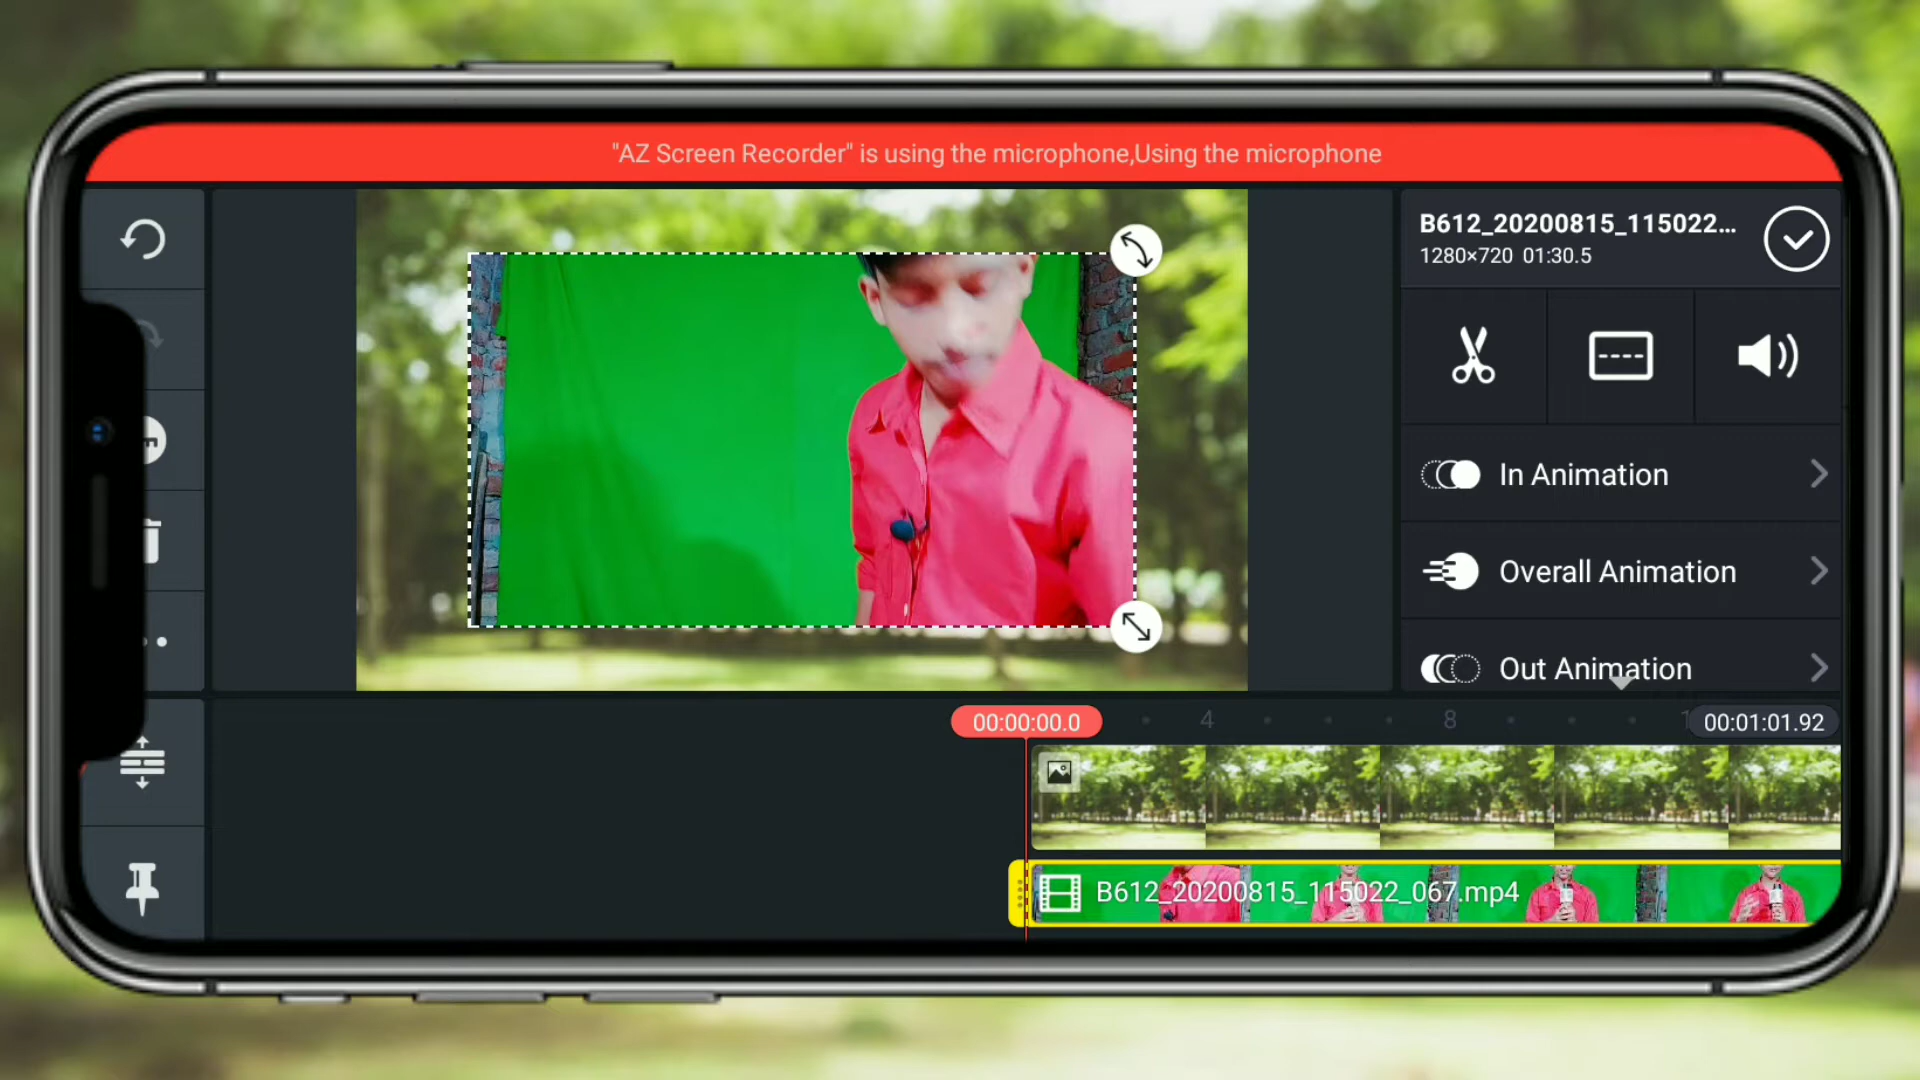 "AZ Screen Recorder" is using the microphone,Using the microphone
B612_20200815_115022...
1280×720 01:30.5
In Animation
Overall Animation
Out Animation
00:00:00.0
4
8
00:01:01.92
B612_20200815_115022_067.mp4